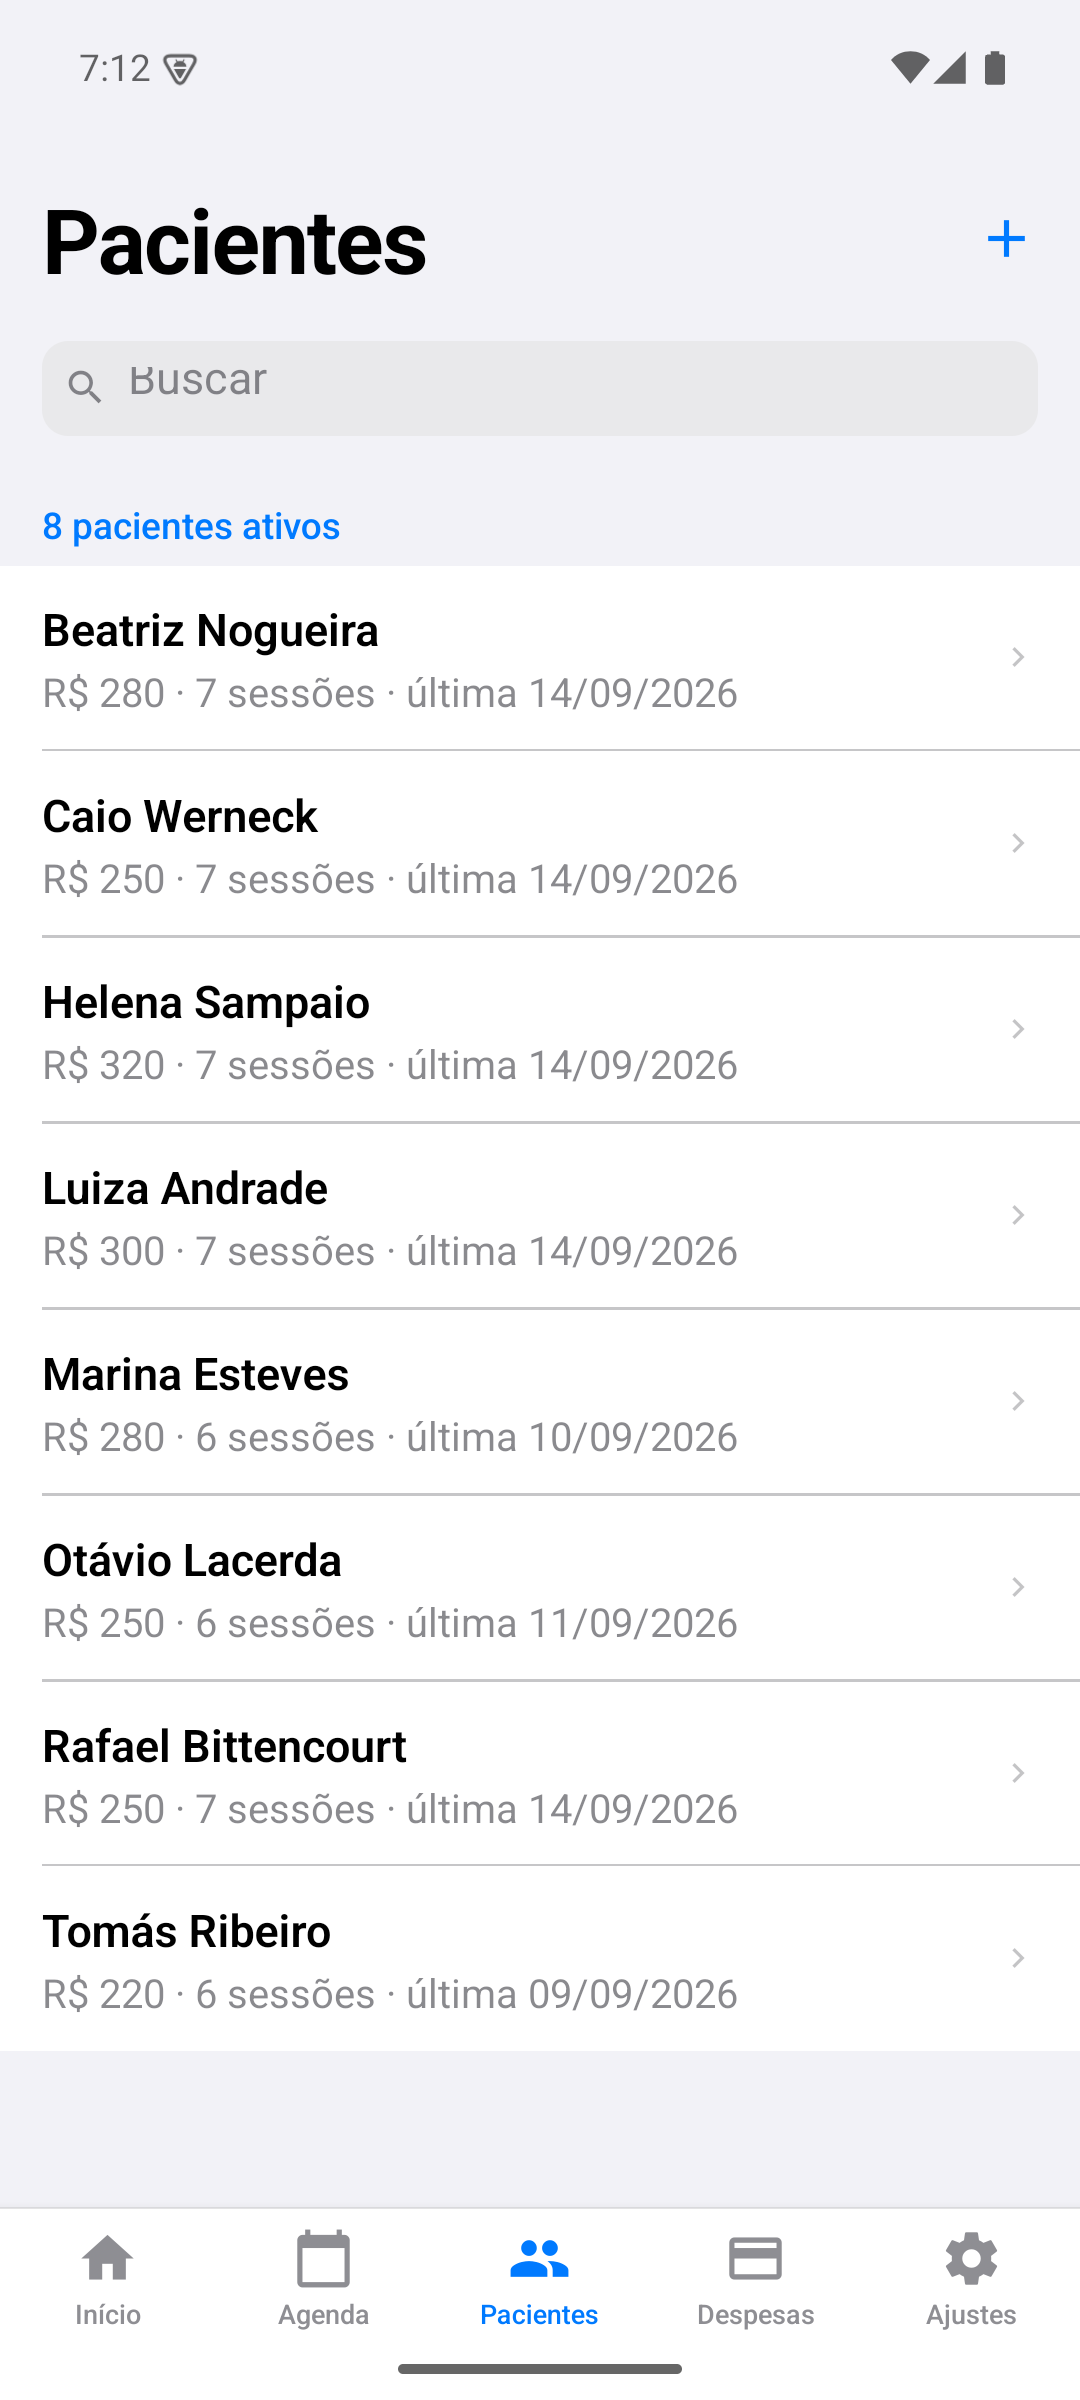 7:12
Pacientes
Buscar
8 pacientes ativos
Beatriz Nogueira
R$ 280 · 7 sessões · última 14/09/2026
Caio Werneck
R$ 250 · 7 sessões · última 14/09/2026
Helena Sampaio
R$ 320 · 7 sessões · última 14/09/2026
Luiza Andrade
R$ 300 · 7 sessões · última 14/09/2026
Marina Esteves
R$ 280 · 6 sessões · última 10/09/2026
Otávio Lacerda
R$ 250 · 6 sessões · última 11/09/2026
Rafael Bittencourt
R$ 250 · 7 sessões · última 14/09/2026
Tomás Ribeiro
R$ 220 · 6 sessões · última 09/09/2026
Início Agenda Pacientes Despesas Ajustes